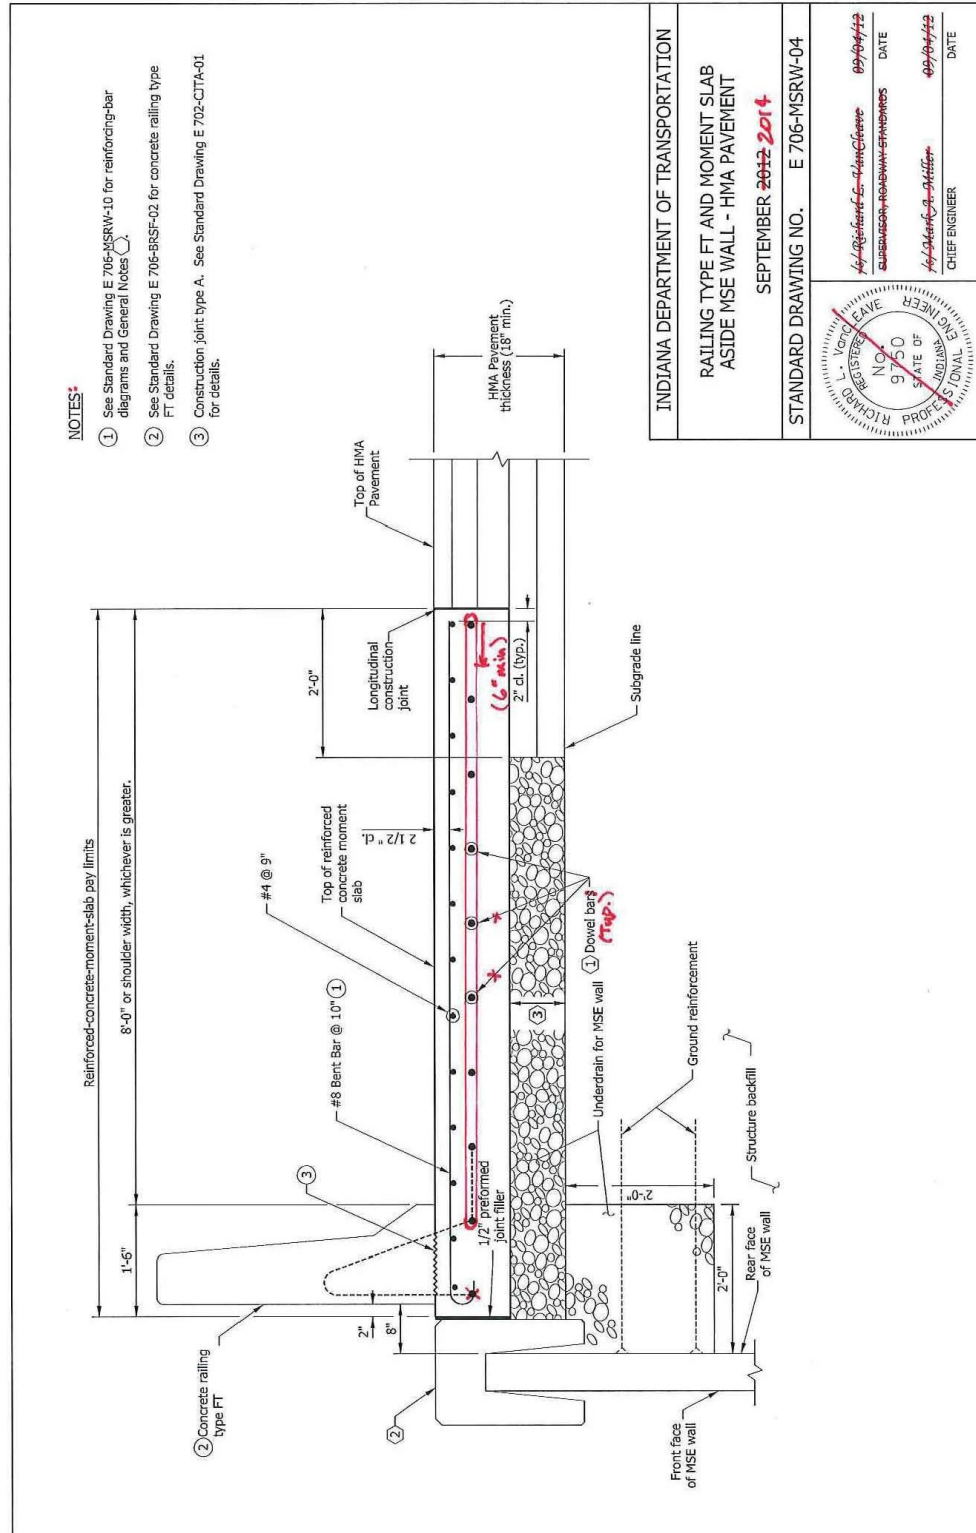 NOTES:
① See Standard Drawing E 706-MSRW-10 for reinforcing-bar
diagrams and General Notes ⬡.
② See Standard Drawing E 706-BRSF-02 for concrete railing type
FT details.
③ Construction joint type A. See Standard Drawing E 702-CJTA-01
for details.
Reinforced-concrete-moment-slab pay limits
1'-6"
8'-0" or shoulder width, whichever is greater.
2'-0"
② Concrete railing
type FT
③
#8 Bent Bar @ 10" ①
#4 @ 9"
Top of reinforced
concrete moment
slab
Longitudinal
construction
joint
Top of HMA
Pavement
2"
8"
2 1/2" cl.
HMA Pavement
thickness (18" min.)
2
1/2" preformed
joint filler
(6" min)
2" cl. (typ.)
1 Dowel bars
(TYP.)
3
Underdrain for MSE wall
Subgrade line
2'-0"
Ground reinforcement
2'-0"
Front face
of MSE wall
Rear face
of MSE wall
Structure backfill
INDIANA DEPARTMENT OF TRANSPORTATION
RAILING TYPE FT AND MOMENT SLAB
ASIDE MSE WALL - HMA PAVEMENT
SEPTEMBER 2012 2014
STANDARD DRAWING NO. E 706-MSRW-04
RICHARD L. VanCLEAVE
REGISTERED
No.
9750
STATE OF
INDIANA
PROFESSIONAL ENGINEER
/s/ Richard L. VanCleave 09/04/12
SUPERVISOR, ROADWAY STANDARDS DATE
/s/ Mark A. Miller 09/04/12
CHIEF ENGINEER DATE